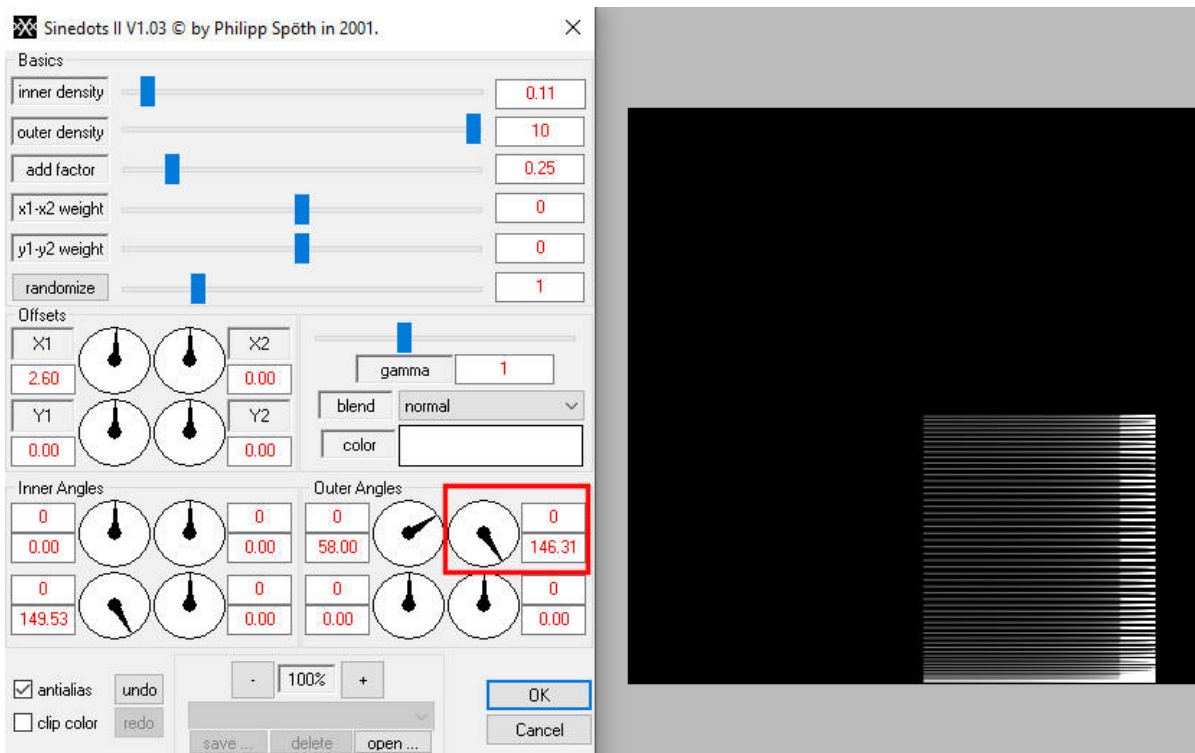 Sinedots II V1.03 © by Philipp Spöth in 2001.
Basics
inner density 0.11
outer density 10
add factor 0.25
x1-x2 weight 0
y1-y2 weight 0
randomize 1
Offsets
X1 X2
2.60 0.00
Y1 Y2
0.00 0.00
gamma 1
blend normal
color
Inner Angles
0 0
0.00 0.00
0 0
149.53 0.00
Outer Angles
0 0
58.00 146.31
0 0
0.00 0.00
antialias undo
clip color redo
- 100% +
save ... delete open ...
OK
Cancel